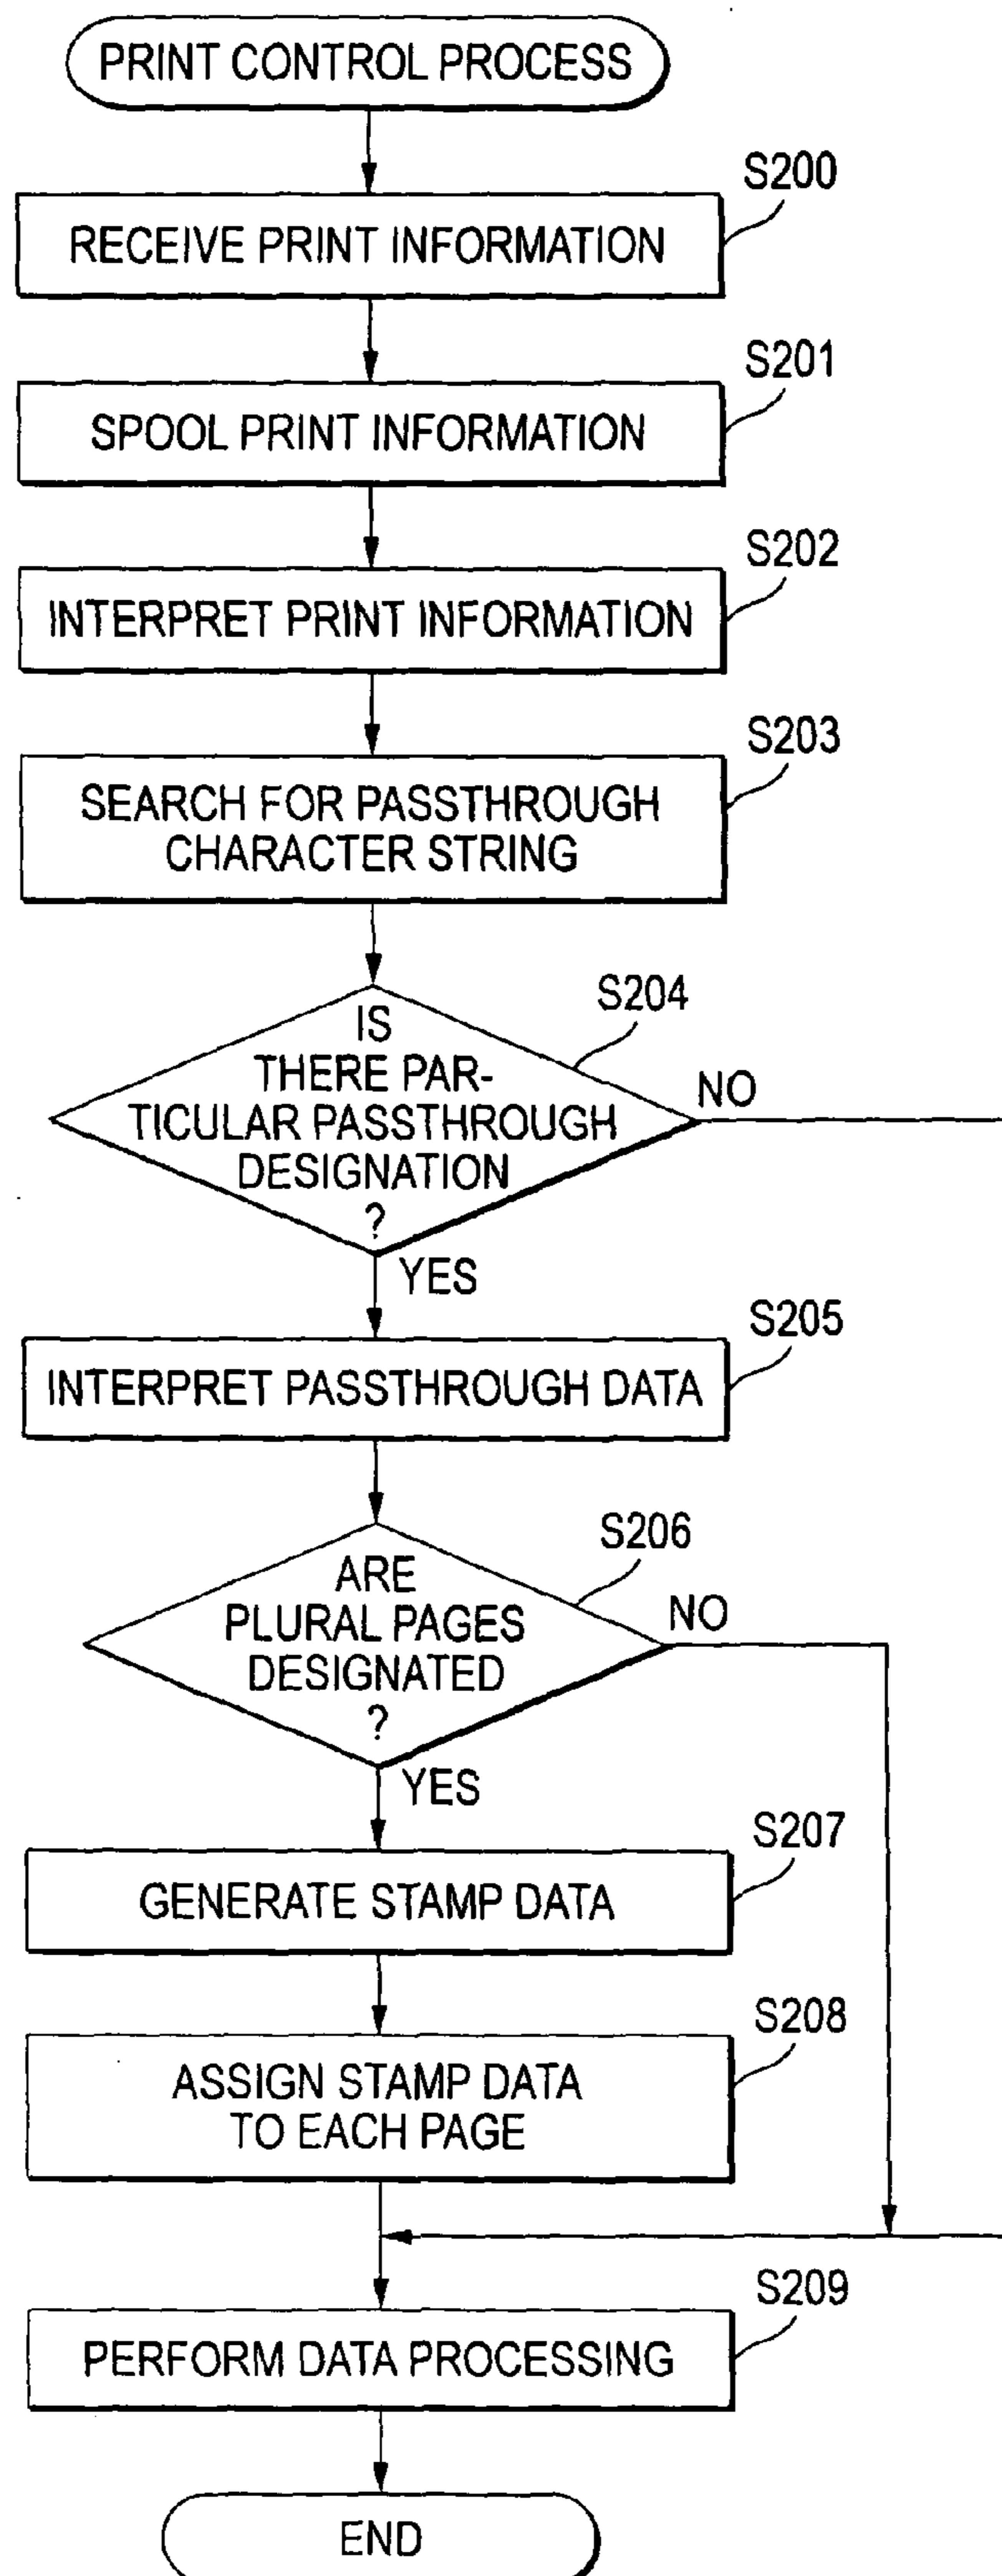 PRINT CONTROL PROCESS
S200
RECEIVE PRINT INFORMATION
S201
SPOOL PRINT INFORMATION
S202
INTERPRET PRINT INFORMATION
S203
SEARCH FOR PASSTHROUGH
CHARACTER STRING
S204
IS
THERE PAR-
TICULAR PASSTHROUGH
DESIGNATION
?
NO
YES
S205
INTERPRET PASSTHROUGH DATA
S206
ARE
PLURAL PAGES
DESIGNATED
?
NO
YES
S207
GENERATE STAMP DATA
S208
ASSIGN STAMP DATA
TO EACH PAGE
S209
PERFORM DATA PROCESSING
END